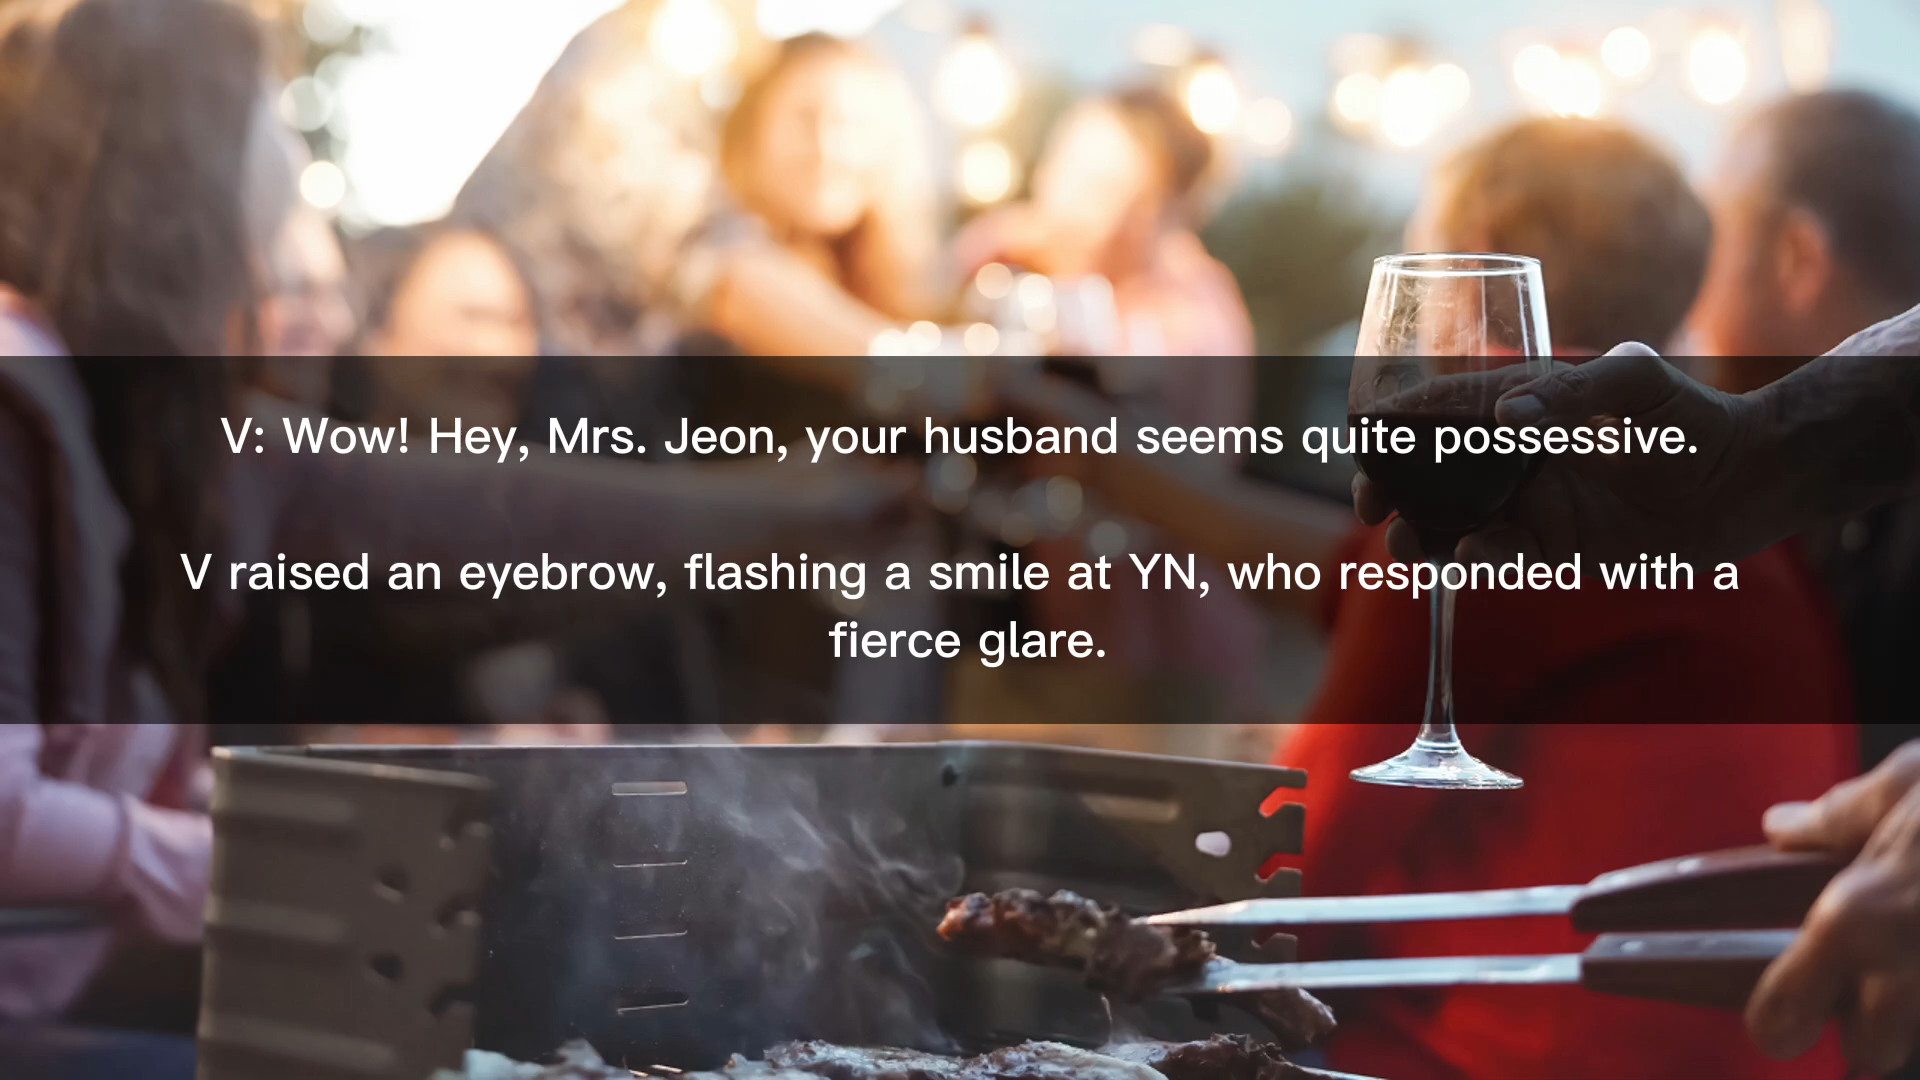 V: Wow! Hey, Mrs. Jeon, your husband seems quite possessive.
V raised an eyebrow, flashing a smile at YN, who responded with a
fierce glare.